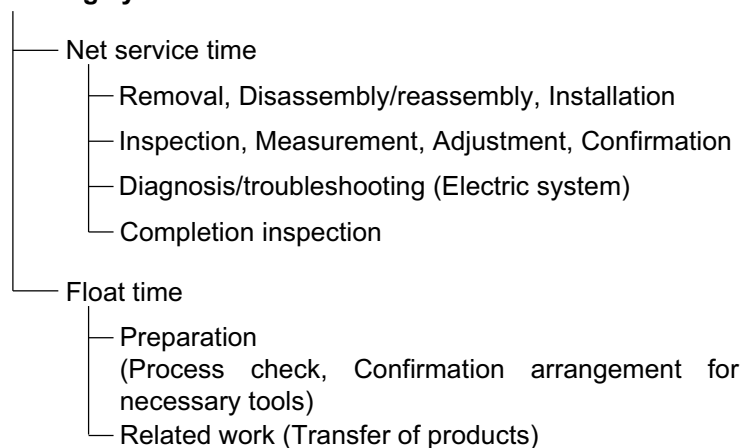 Net service time
Removal, Disassembly/reassembly, Installation
Inspection, Measurement, Adjustment, Confirmation
Diagnosis/troubleshooting (Electric system)
Completion inspection
Float time
Preparation
(Process check, Confirmation arrangement for
necessary tools)
Related work (Transfer of products)